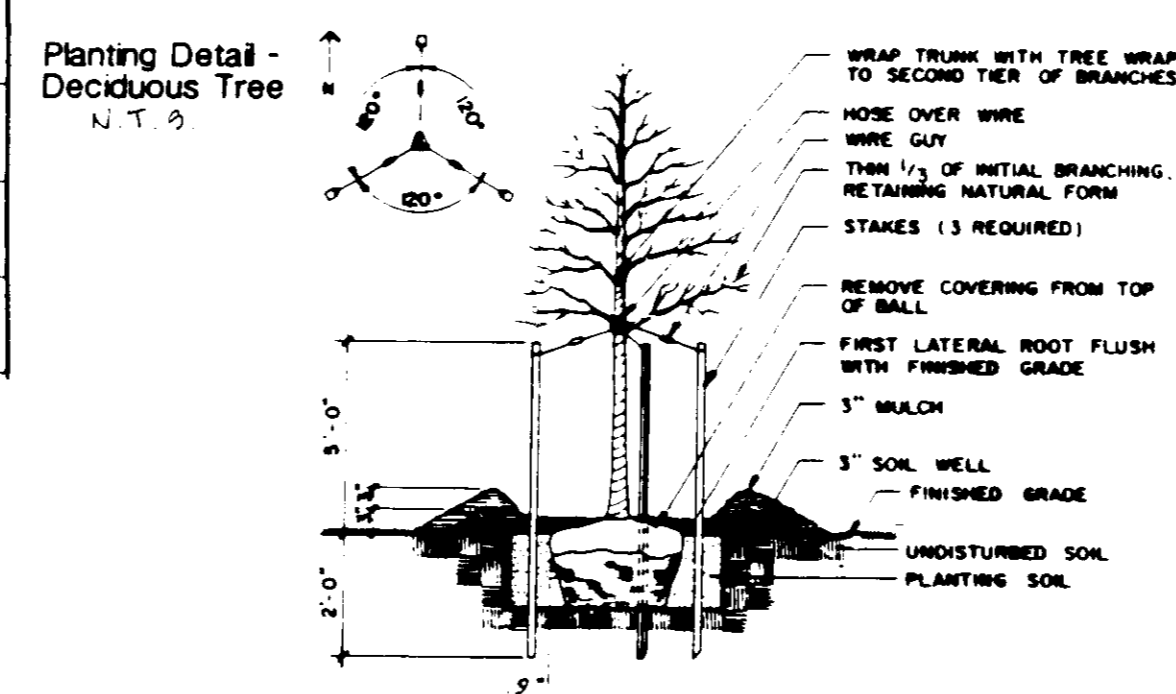 Planting Detail -
Deciduous Tree
N.T.S.
N
120°
120°
120°
WRAP TRUNK WITH TREE WRAP
TO SECOND TIER OF BRANCHES
HOSE OVER WIRE
WIRE GUY
THIN 1/3 OF INITIAL BRANCHING,
RETAINING NATURAL FORM
STAKES (3 REQUIRED)
REMOVE COVERING FROM TOP
OF BALL
FIRST LATERAL ROOT FLUSH
WITH FINISHED GRADE
3" MULCH
3" SOIL WELL
FINISHED GRADE
UNDISTURBED SOIL
PLANTING SOIL
3" 3"
2'-0"
9"